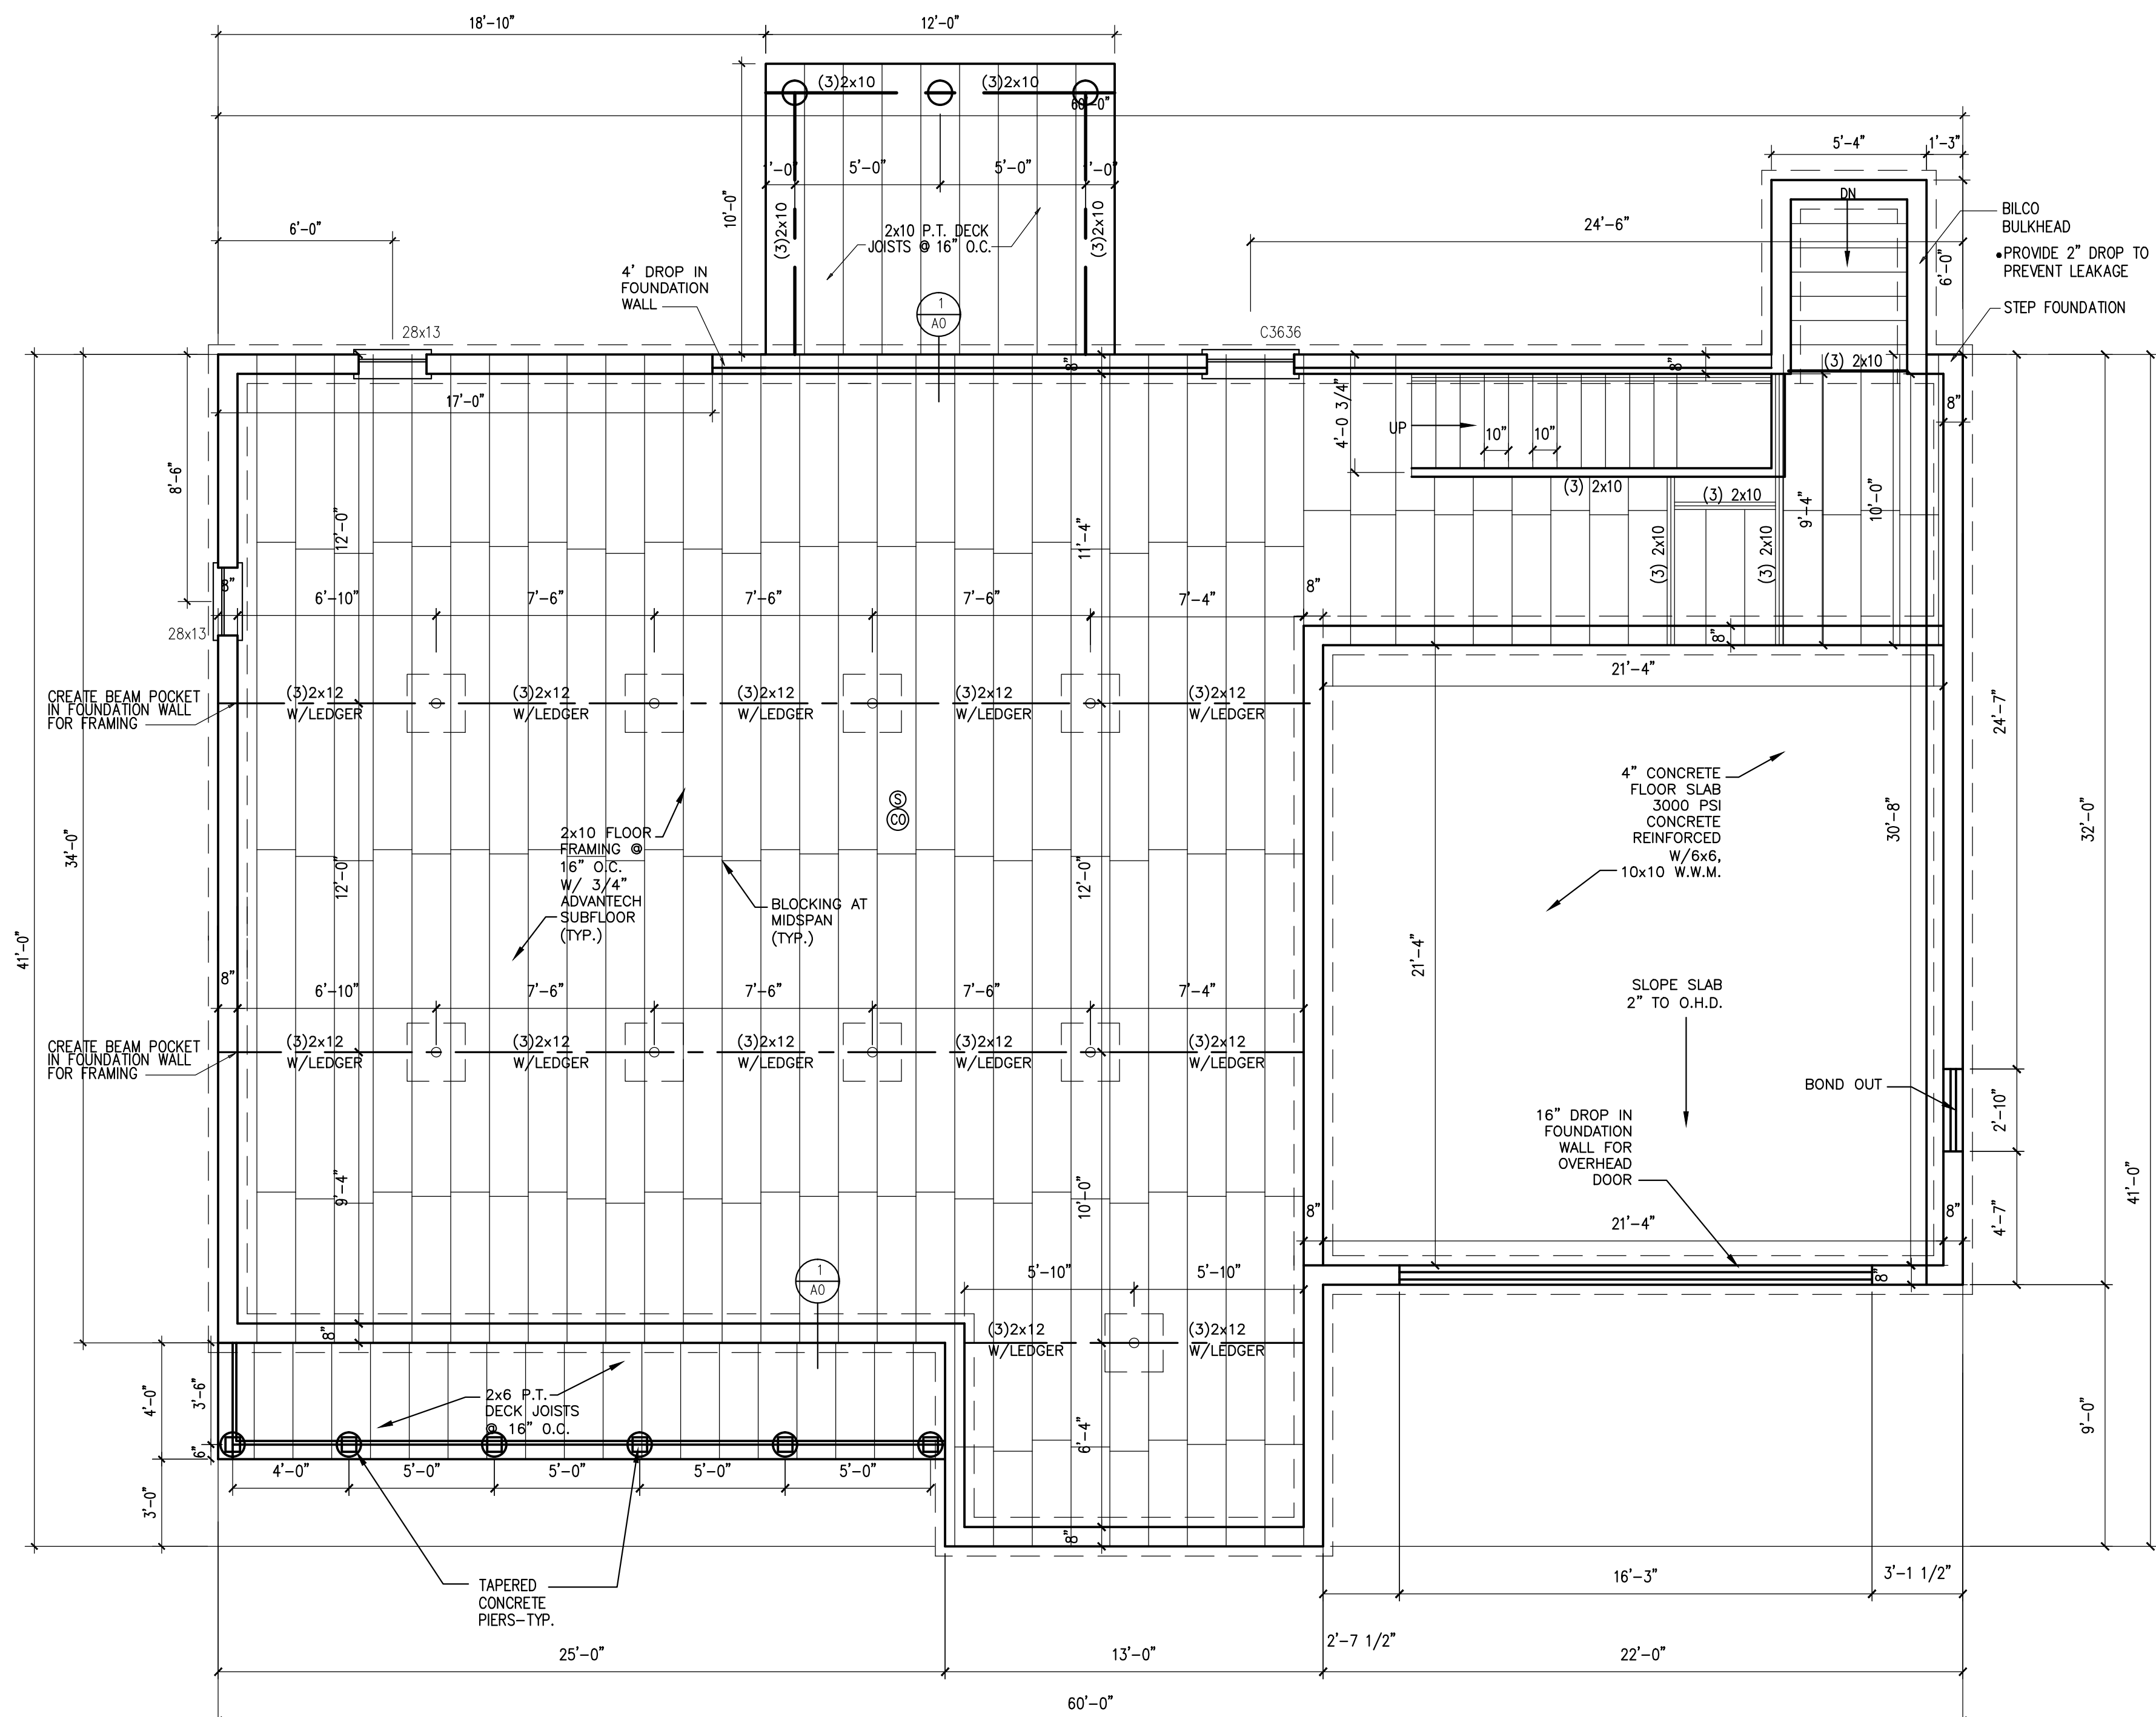 18'-10"
12'-0"
(3)2x10
(3)2x10
60'-0"
5'-4"
1'-3"
1'-0"
5'-0"
5'-0"
1'-0"
10'-0"
(3)2x10
(3)2x10
2x10 P.T. DECK
JOISTS @ 16" O.C.
6'-0"
24'-6"
DN
BILCO
BULKHEAD
•PROVIDE 2" DROP TO
PREVENT LEAKAGE
6'-0"
STEP FOUNDATION
4' DROP IN
FOUNDATION
WALL
1
A0
28x13
C3636
8"
8"
(3) 2x10
8"
17'-0"
4'-0 3/4"
UP
10"
10"
8'-6"
12'-0"
11'-4"
(3) 2x10
(3) 2x10
9'-4"
10'-0"
(3) 2x10
(3) 2x10
8"
6'-10"
7'-6"
7'-6"
7'-6"
7'-4"
8"
28x13
8"
21'-4"
CREATE BEAM POCKET
IN FOUNDATION WALL
FOR FRAMING
(3)2x12
W/LEDGER
(3)2x12
W/LEDGER
(3)2x12
W/LEDGER
(3)2x12
W/LEDGER
(3)2x12
W/LEDGER
24'-7"
4" CONCRETE
FLOOR SLAB
3000 PSI
CONCRETE
REINFORCED
W/6x6,
10x10 W.W.M.
S
CO
34'-0"
2x10 FLOOR
FRAMING @
16" O.C.
W/ 3/4"
ADVANTECH
SUBFLOOR
(TYP.)
BLOCKING AT
MIDSPAN
(TYP.)
12'-0"
12'-0"
30'-8"
32'-0"
41'-0"
21'-4"
SLOPE SLAB
2" TO O.H.D.
8"
6'-10"
7'-6"
7'-6"
7'-6"
7'-4"
CREATE BEAM POCKET
IN FOUNDATION WALL
FOR FRAMING
(3)2x12
W/LEDGER
(3)2x12
W/LEDGER
(3)2x12
W/LEDGER
(3)2x12
W/LEDGER
(3)2x12
W/LEDGER
BOND OUT
2'-10"
16" DROP IN
FOUNDATION
WALL FOR
OVERHEAD
DOOR
9'-4"
10'-0"
41'-0"
8"
21'-4"
8"
4'-7"
1
A0
5'-10"
5'-10"
8"
8"
(3)2x12
W/LEDGER
(3)2x12
W/LEDGER
4'-0"
3'-6"
2x6 P.T.
DECK JOISTS
@ 16" O.C.
6'-4"
9'-0"
6"
4'-0"
5'-0"
5'-0"
5'-0"
5'-0"
3'-0"
8"
TAPERED
CONCRETE
PIERS-TYP.
16'-3"
3'-1 1/2"
2'-7 1/2"
25'-0"
13'-0"
22'-0"
60'-0"